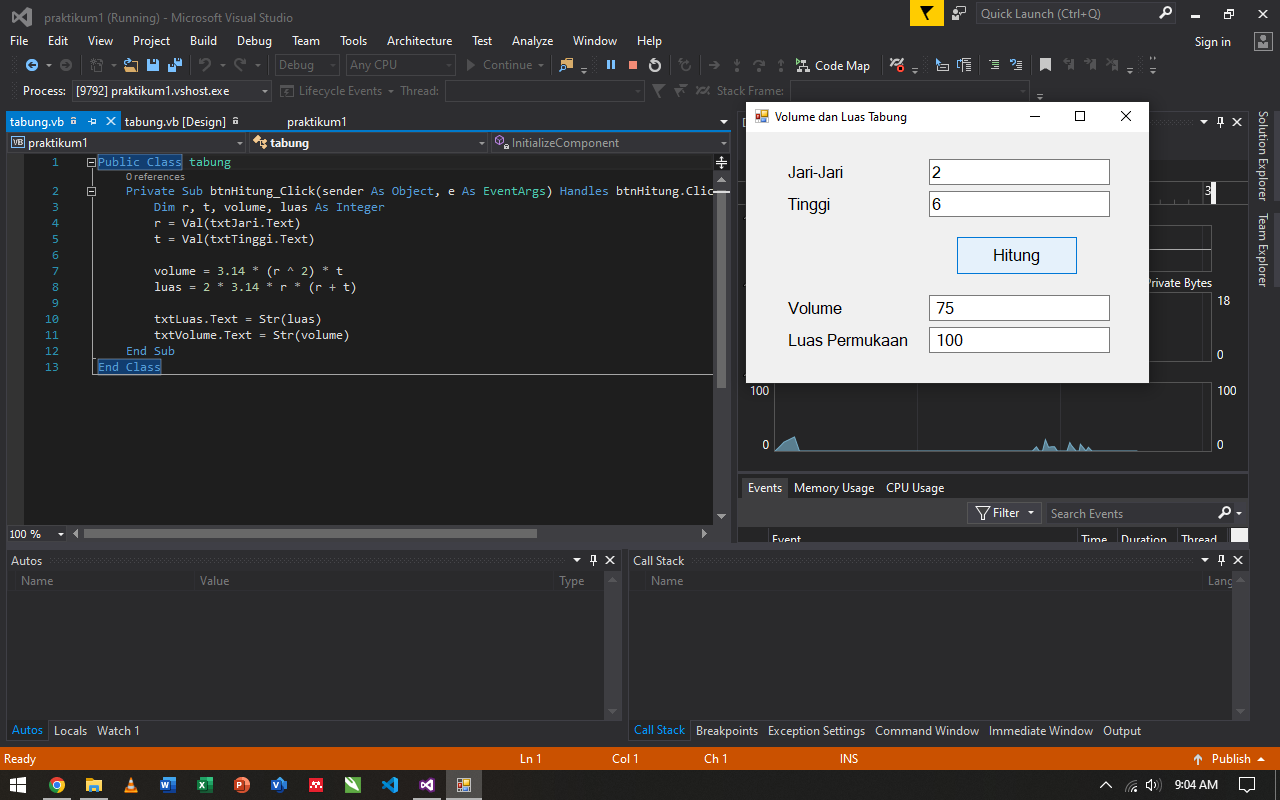 praktikum1 (Running) - Microsoft Visual Studio
Quick Launch (Ctrl+Q)
File Edit View Project Build Debug Team Tools Architecture Test Analyze Window Help
Sign in
Debug Any CPU Continue Code Map
Process: [9792] praktikum1.vshost.exe Lifecycle Events Thread: Stack Frame:
tabung.vb tabung.vb [Design] praktikum1
VB praktikum1 tabung InitializeComponent
1 Public Class tabung
0 references
2 Private Sub btnHitung_Click(sender As Object, e As EventArgs) Handles btnHitung.Clic
3 Dim r, t, volume, luas As Integer
4 r = Val(txtJari.Text)
5 t = Val(txtTinggi.Text)
6
7 volume = 3.14 * (r ^ 2) * t
8 luas = 2 * 3.14 * r * (r + t)
9
10 txtLuas.Text = Str(luas)
11 txtVolume.Text = Str(volume)
12 End Sub
13 End Class
100 %
Volume dan Luas Tabung
Jari-Jari 2
Tinggi 6
Hitung
Volume 75
Luas Permukaan 100
Private Bytes
18
0
100 100
0 0
Events Memory Usage CPU Usage
Filter Search Events
Event Time Duration Thread
Solution Explorer
Team Explorer
Autos
Name Value Type
Autos Locals Watch 1
Call Stack
Name Lang
Call Stack Breakpoints Exception Settings Command Window Immediate Window Output
Ready Ln 1 Col 1 Ch 1 INS Publish
9:04 AM